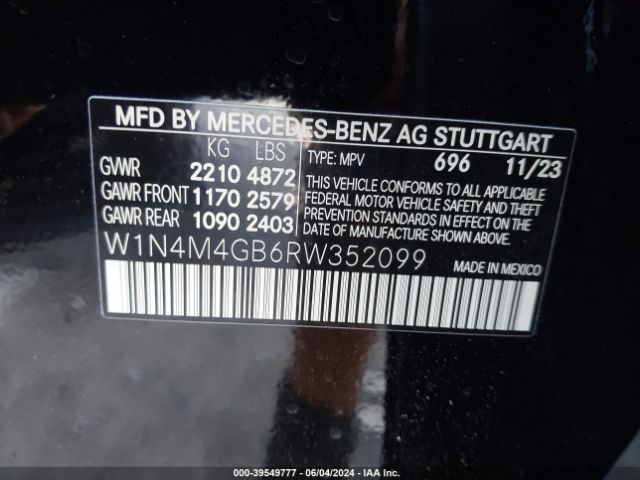 MFD BY MERCEDES-BENZ AG STUTTGART
KG LBS
GVWR 2210 4872
GAWR FRONT 1170 2579
GAWR REAR 1090 2403
TYPE: MPV 696 11/23
THIS VEHICLE CONFORMS TO ALL APPLICABLE
FEDERAL MOTOR VEHICLE SAFETY AND THEFT
PREVENTION STANDARDS IN EFFECT ON THE
DATE OF MANUFACTURE SHOWN ABOVE.
W1N4M4GB6RW352099
MADE IN MEXICO
000-39549777 - 06/04/2024 - IAA Inc.